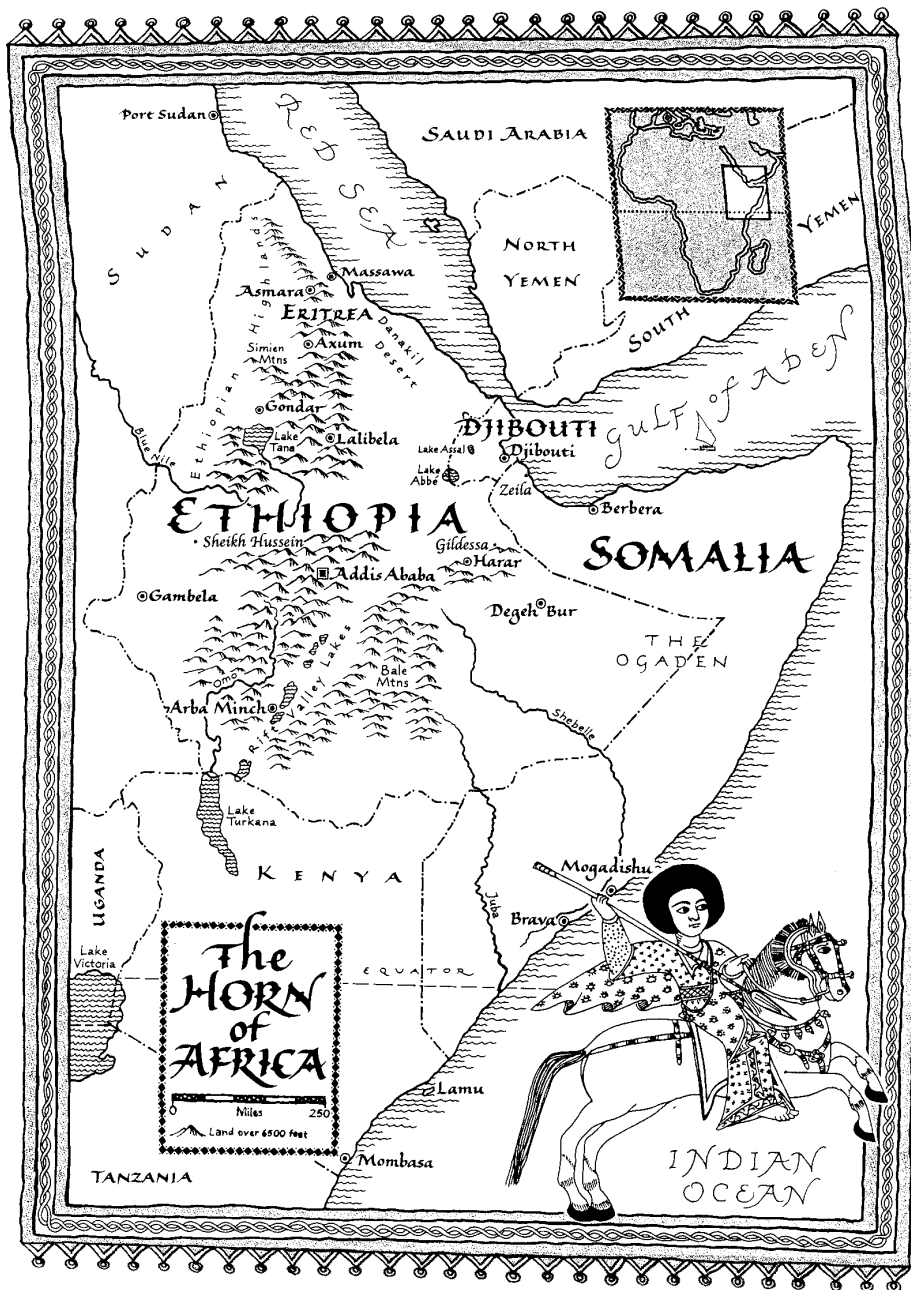 Port Sudan
RED SEA
SAUDI ARABIA
SUDAN
YEMEN
NORTH
YEMEN
Massawa
Asmara
ERITREA
SOUTH
Danakil
Desert
Axum
Simien
Mtns
Ethiopian Highlands
Gondar
GULF of ADEN
DJIBOUTI
Blue Nile
Lake
Tana
Lalibela
Lake Assal
Djibouti
Lake
Abbe
Zeila
ETHIOPIA
Berbera
Sheikh Hussein
Gildessa
SOMALIA
Harar
Addis Ababa
Gambela
Degeh Bur
THE
OGADEN
Rift Valley Lakes
Bale
Mtns
Omo
Arba Minch
Shebelle
Lake
Turkana
KENYA
UGANDA
Mogadishu
Juba
Brava
Lake
Victoria
EQUATOR
The
HORN
of
AFRICA
0
Miles
250
Land over 6500 feet
Lamu
Mombasa
INDIAN
OCEAN
TANZANIA